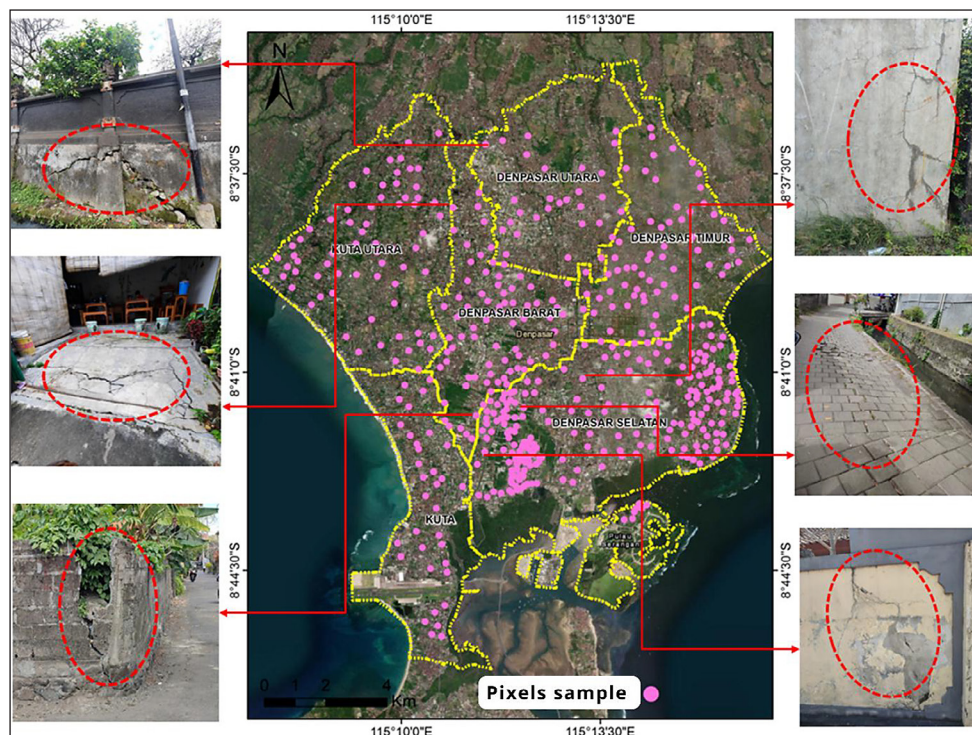 115°10'0"E
115°13'30"E
N
8°37'30"S
8°37'30"S
DENPASAR UTARA
KUTA UTARA
DENPASAR TIMUR
DENPASAR BARAT
Denpasar
8°41'0"S
8°41'0"S
DENPASAR SELATAN
KUTA
8°44'30"S
8°44'30"S
0 1 2 4
Km
Pixels sample
115°10'0"E
115°13'30"E